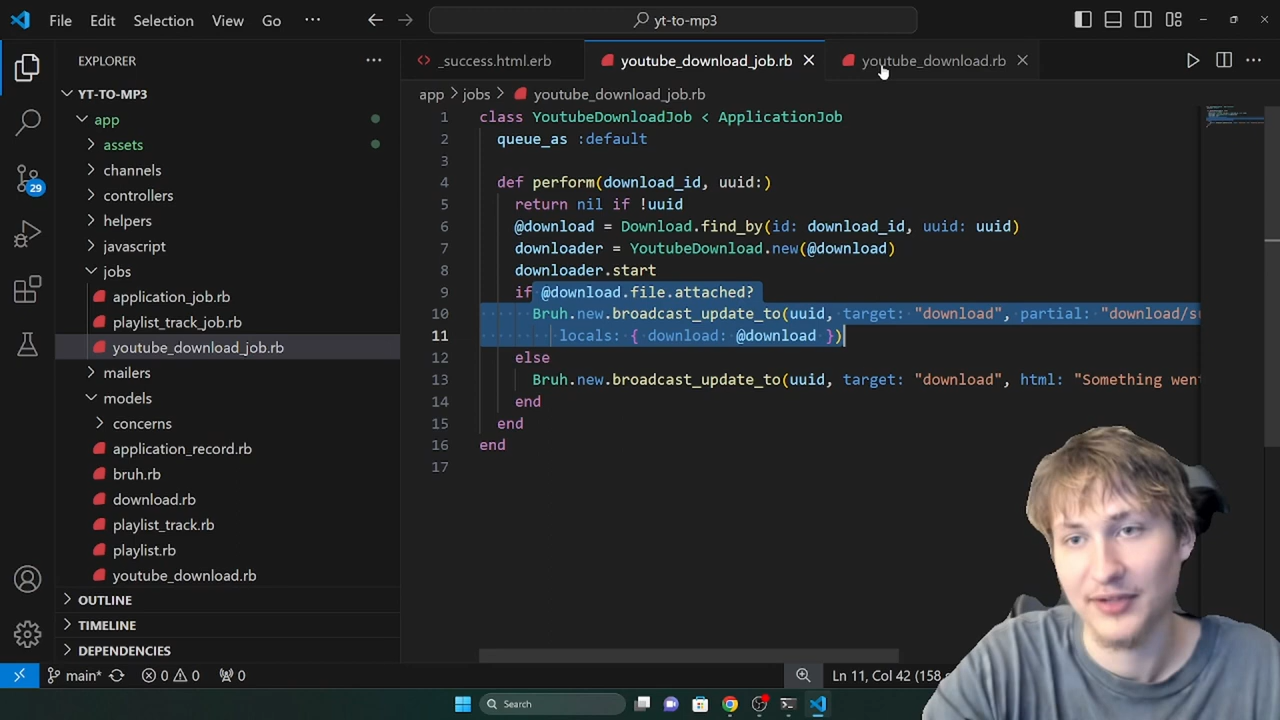 File Edit Selection View Go ··· yt-to-mp3
EXPLORER ···
_success.html.erb youtube_download_job.rb youtube_download.rb
YT-TO-MP3
app
assets
channels
controllers
helpers
javascript
jobs
application_job.rb
playlist_track_job.rb
youtube_download_job.rb
mailers
models
concerns
application_record.rb
bruh.rb
download.rb
playlist_track.rb
playlist.rb
youtube_download.rb
OUTLINE
TIMELINE
DEPENDENCIES
29
app > jobs > youtube_download_job.rb
1 class YoutubeDownloadJob < ApplicationJob
2 queue_as :default
3
4 def perform(download_id, uuid:)
5 return nil if !uuid
6 @download = Download.find_by(id: download_id, uuid: uuid)
7 downloader = YoutubeDownload.new(@download)
8 downloader.start
9 if @download.file.attached?
10 Bruh.new.broadcast_update_to(uuid, target: "download", partial: "download/s
11 locals: { download: @download })
12 else
13 Bruh.new.broadcast_update_to(uuid, target: "download", html: "Something went
14 end
15 end
16 end
17
main* 0 0 0 Ln 11, Col 42 (158
Search